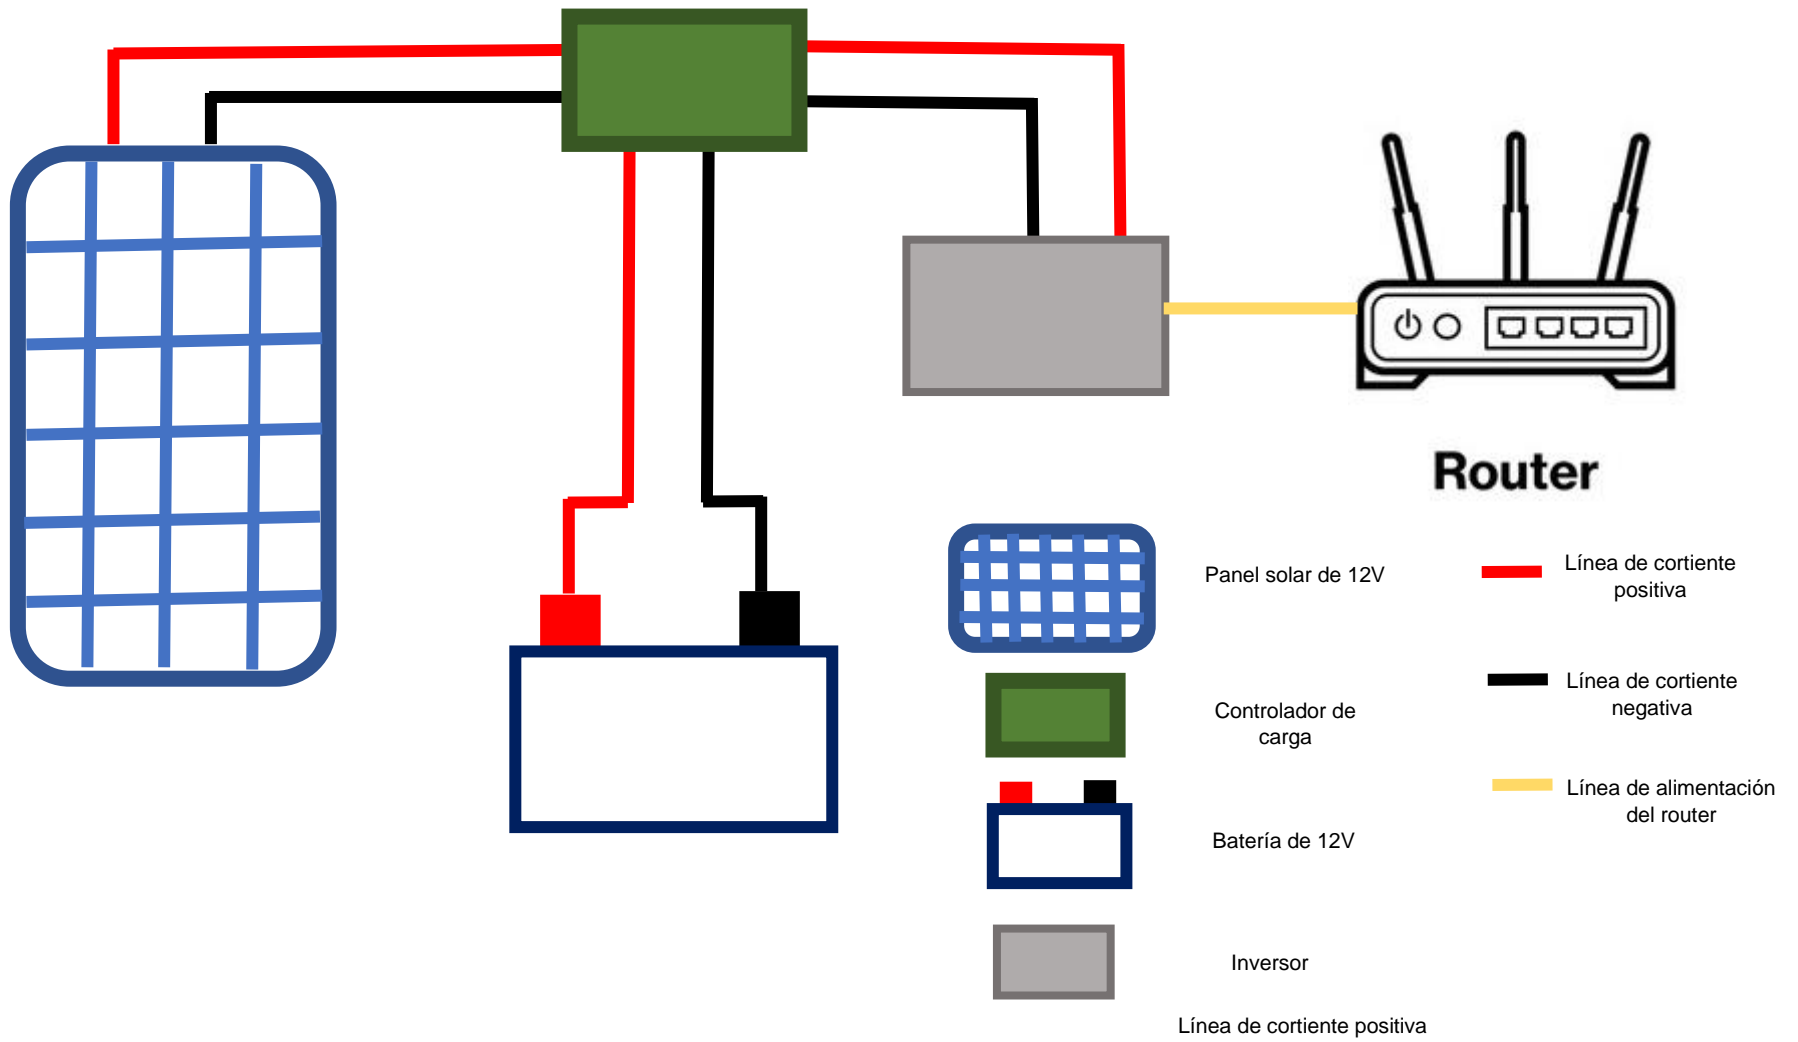 Router
Panel solar de 12V
Línea de cortiente
positiva
Controlador de
carga
Línea de cortiente
negativa
Batería de 12V
Línea de alimentación
del router
Inversor
Línea de cortiente positiva